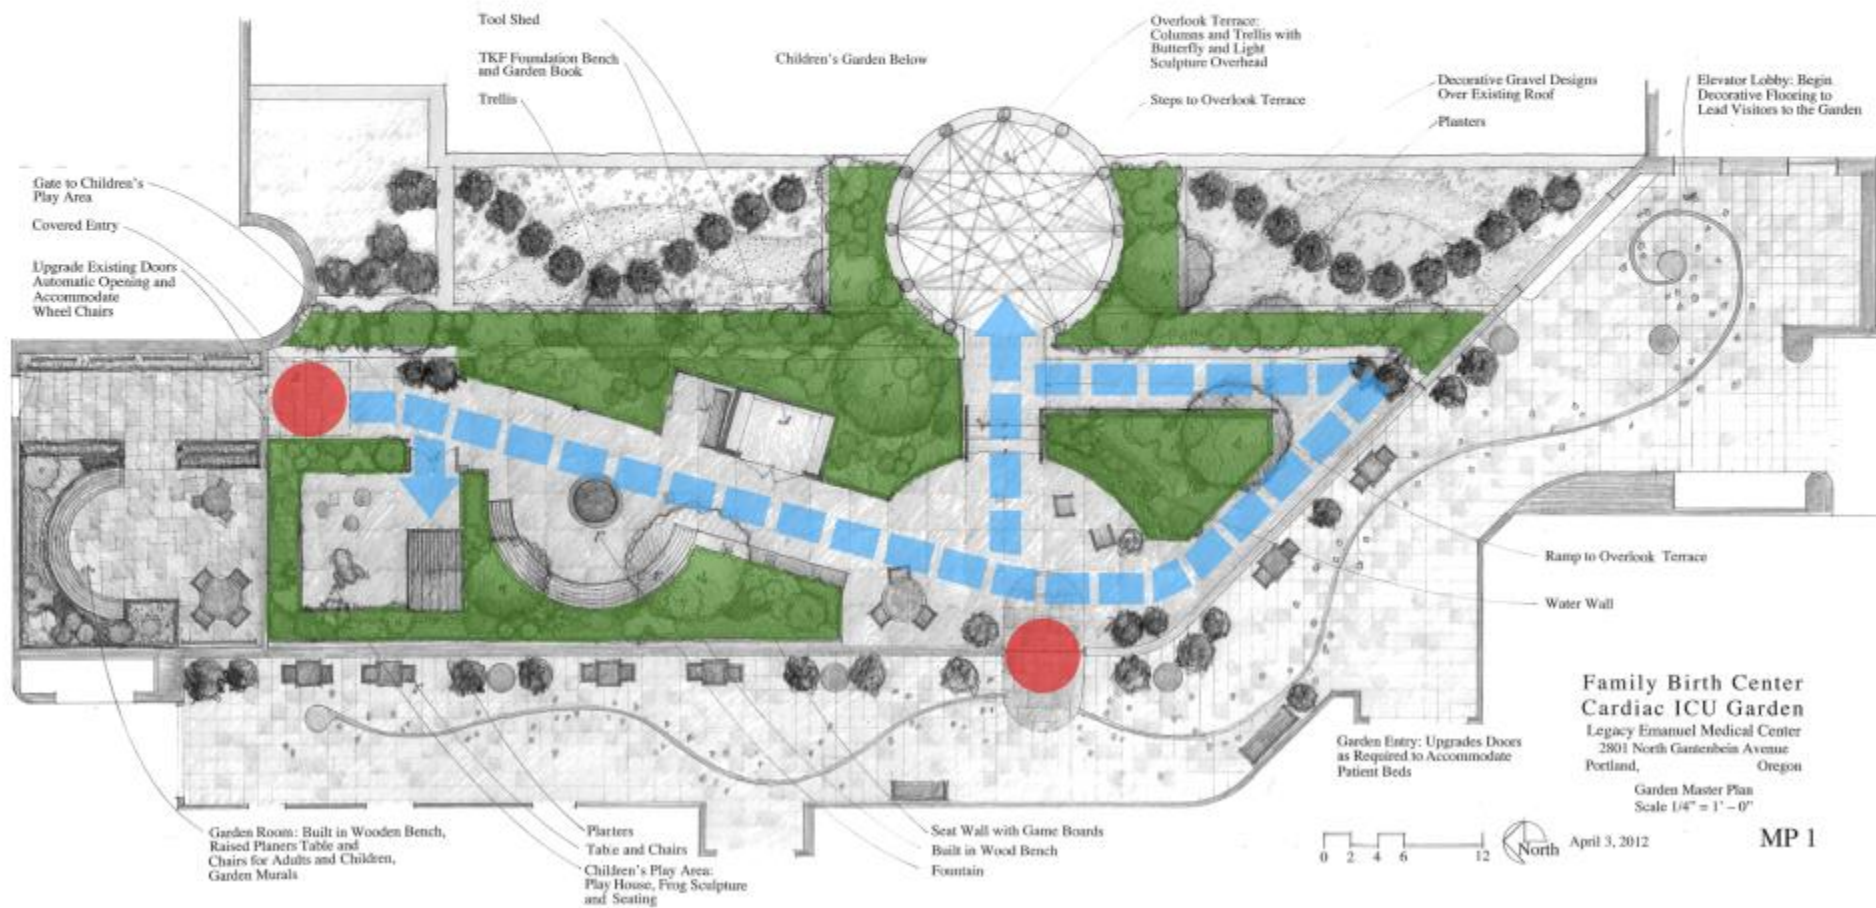 Tool Shed
TKF Foundation Bench
and Garden Book
Trellis
Children's Garden Below
Overlook Terrace:
Columns and Trellis with
Butterfly and Light
Sculpture Overhead
Steps to Overlook Terrace
Decorative Gravel Designs
Over Existing Roof
Planters
Elevator Lobby: Begin
Decorative Flooring to
Lead Visitors to the Garden
Gate to Children's
Play Area
Covered Entry
Upgrade Existing Doors
Automatic Opening and
Accommodate
Wheel Chairs
Ramp to Overlook Terrace
Water Wall
Family Birth Center
Cardiac ICU Garden
Legacy Emanuel Medical Center
2801 North Gantenbein Avenue
Portland, Oregon
Garden Master Plan
Scale 1/4" = 1' – 0"
Garden Entry: Upgrades Doors
as Required to Accommodate
Patient Beds
Garden Room: Built in Wooden Bench,
Raised Planers Table and
Chairs for Adults and Children,
Garden Murals
Planters
Table and Chairs
Children's Play Area:
Play House, Frog Sculpture
and Seating
Seat Wall with Game Boards
Built in Wood Bench
Fountain
0 2 4 6 12
North
April 3, 2012
MP 1